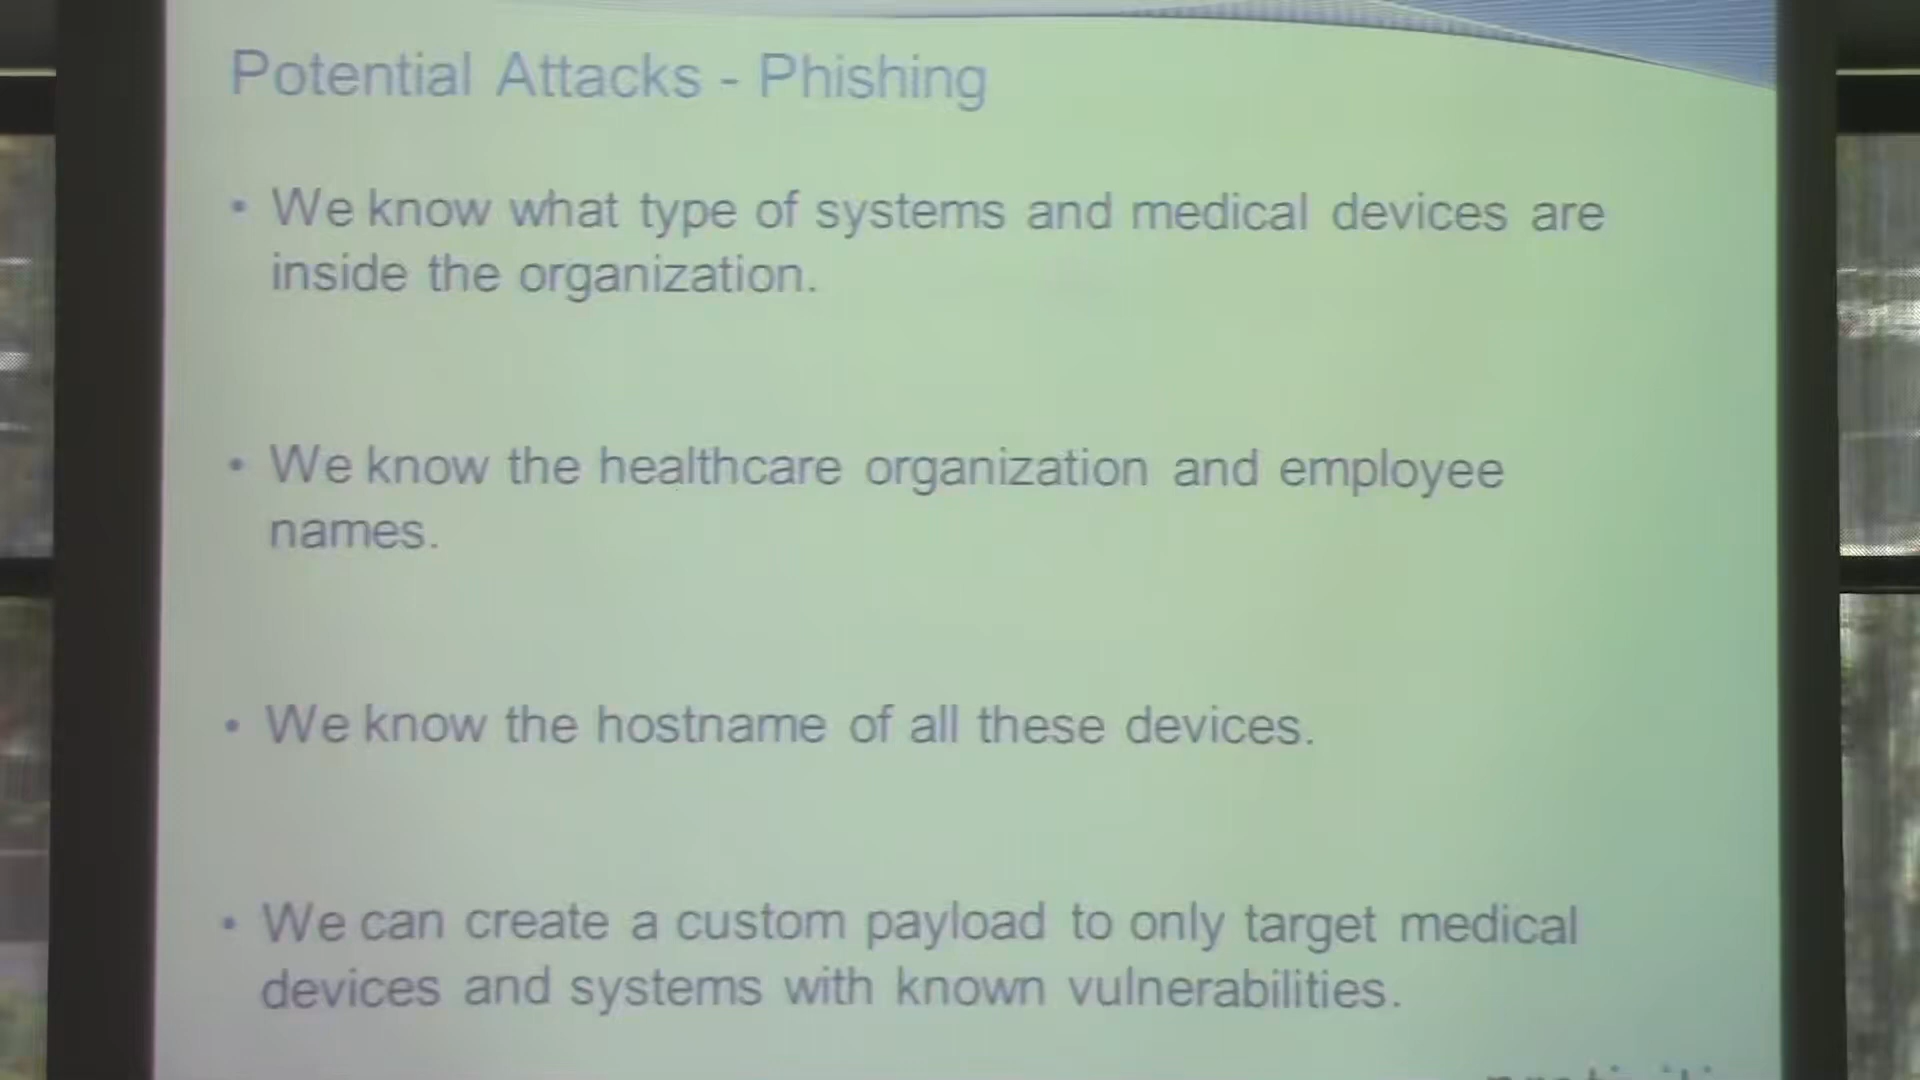 Potential Attacks - Phishing
• We know what type of systems and medical devices are
inside the organization.
• We know the healthcare organization and employee
names.
• We know the hostname of all these devices.
• We can create a custom payload to only target medical
devices and systems with known vulnerabilities.